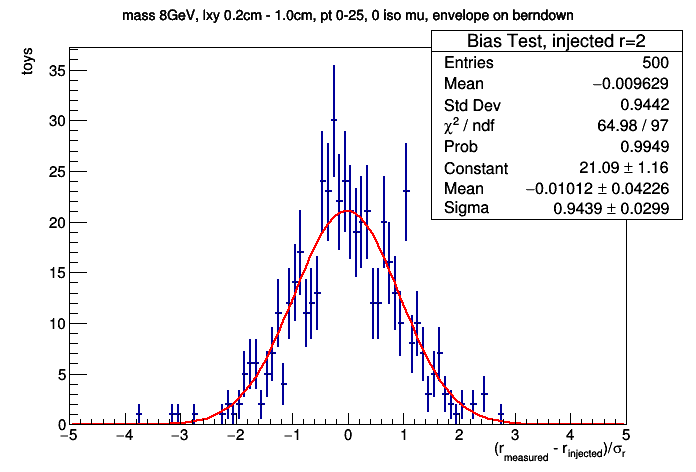 mass 8GeV, lxy 0.2cm - 1.0cm, pt 0-25, 0 iso mu, envelope on berndown
Bias Test, injected r=2
Entries 500
Mean −0.009629
Std Dev 0.9442
χ² / ndf 64.98 / 97
Prob 0.9949
Constant 21.09 ± 1.16
Mean −0.01012 ± 0.04226
Sigma 0.9439 ± 0.0299
toys
35
30
25
20
15
10
5
0
−5 −4 −3 −2 −1 0 1 2 3 4 5
(r_measured - r_injected)/σ_r